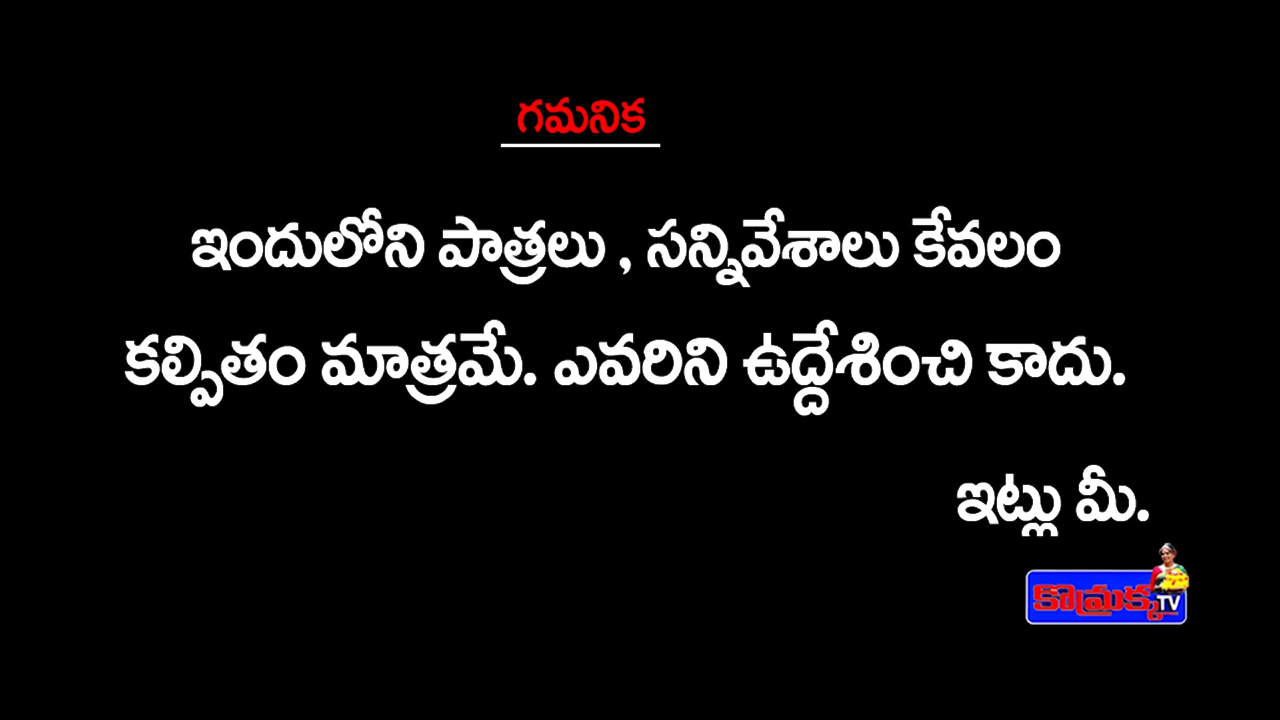 గమనిక
ఇందులోని పాత్రలు , సన్నివేశాలు కేవలం
కల్పితం మాత్రమే. ఎవరిని ఉద్దేశించి కాదు.
ఇట్లు మీ.
కొమ్రక్క TV